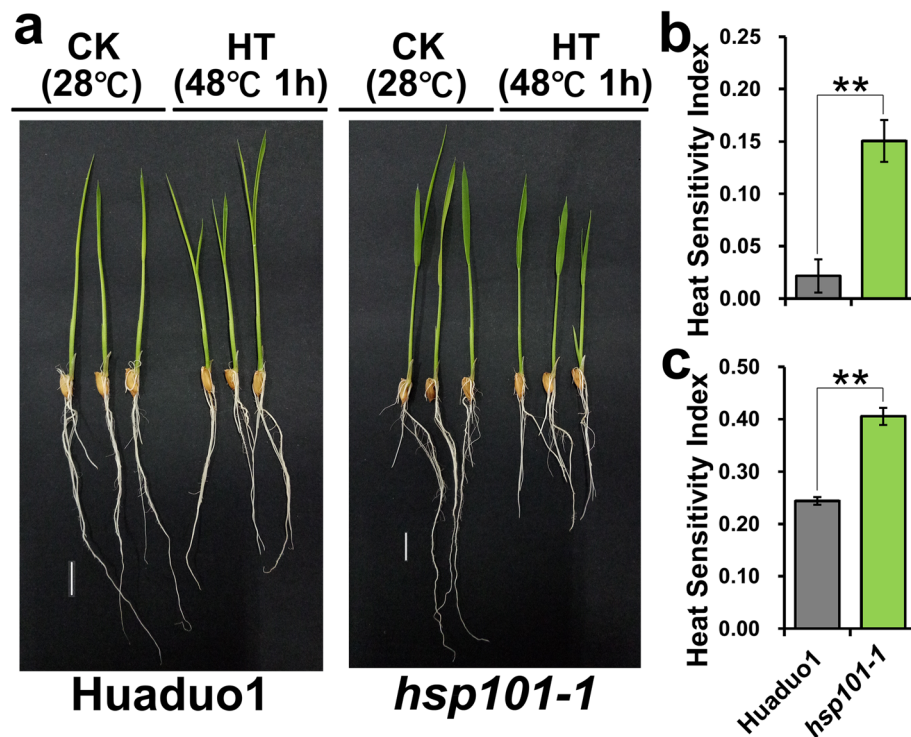 a
CK
(28℃)
HT
(48℃ 1h)
CK
(28℃)
HT
(48℃ 1h)
Huaduo1
hsp101-1
b
Heat Sensitivity Index
0.25
0.20
0.15
0.10
0.05
0.00
**
c
Heat Sensitivity Index
0.50
0.40
0.30
0.20
0.10
0.00
**
Huaduo1
hsp101-1